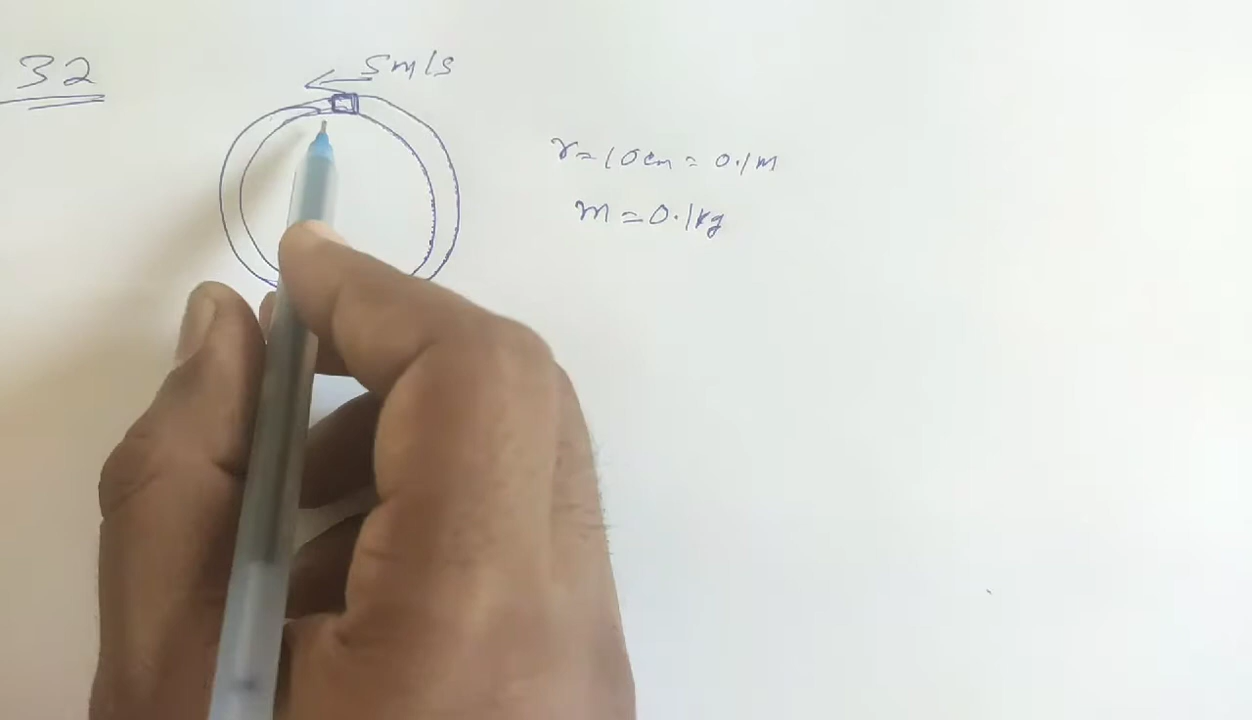 32
5m/s
r=10cm = 0.1m
m=0.1kg